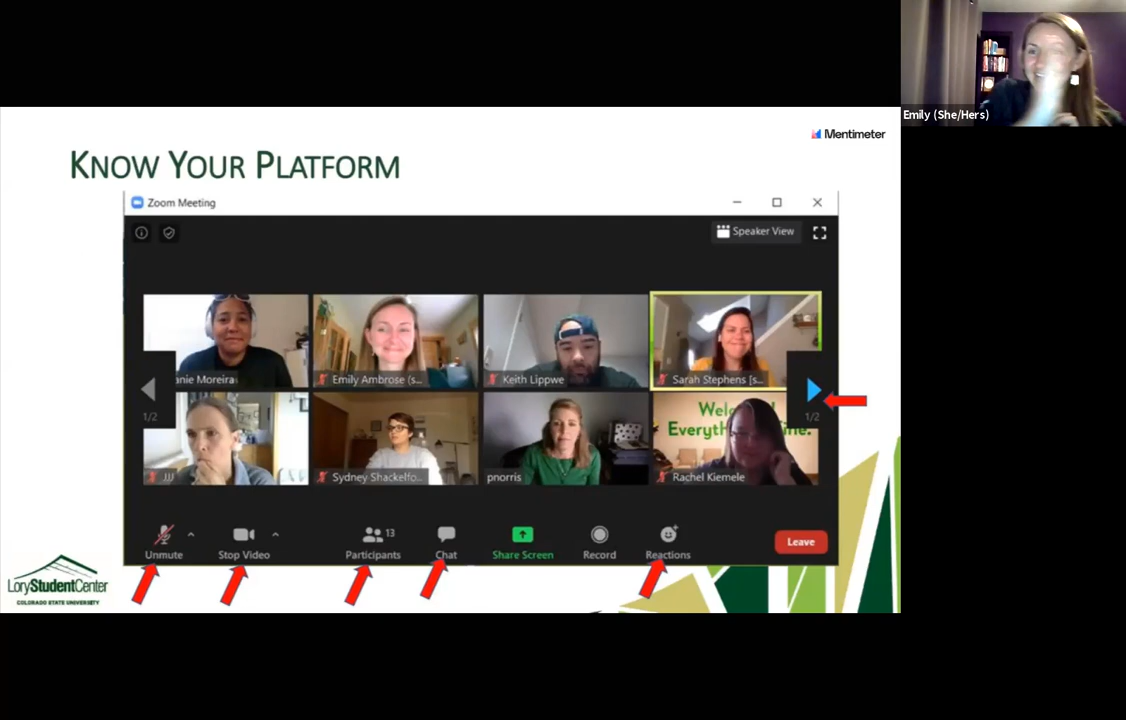 Emily (She/Hers)
Mentimeter
KNOW YOUR PLATFORM
Zoom Meeting
Speaker View
anie Moreira
Emily Ambrose (s...
Keith Lippwe
Sarah Stephens [s...
1/2
1/2
JJJ
Sydney Shackelfo...
pnorris
Rachel Kiemele
Unmute
Stop Video
Participants
13
Chat
Share Screen
Record
Reactions
Leave
LoryStudentCenter
COLORADO STATE UNIVERSITY